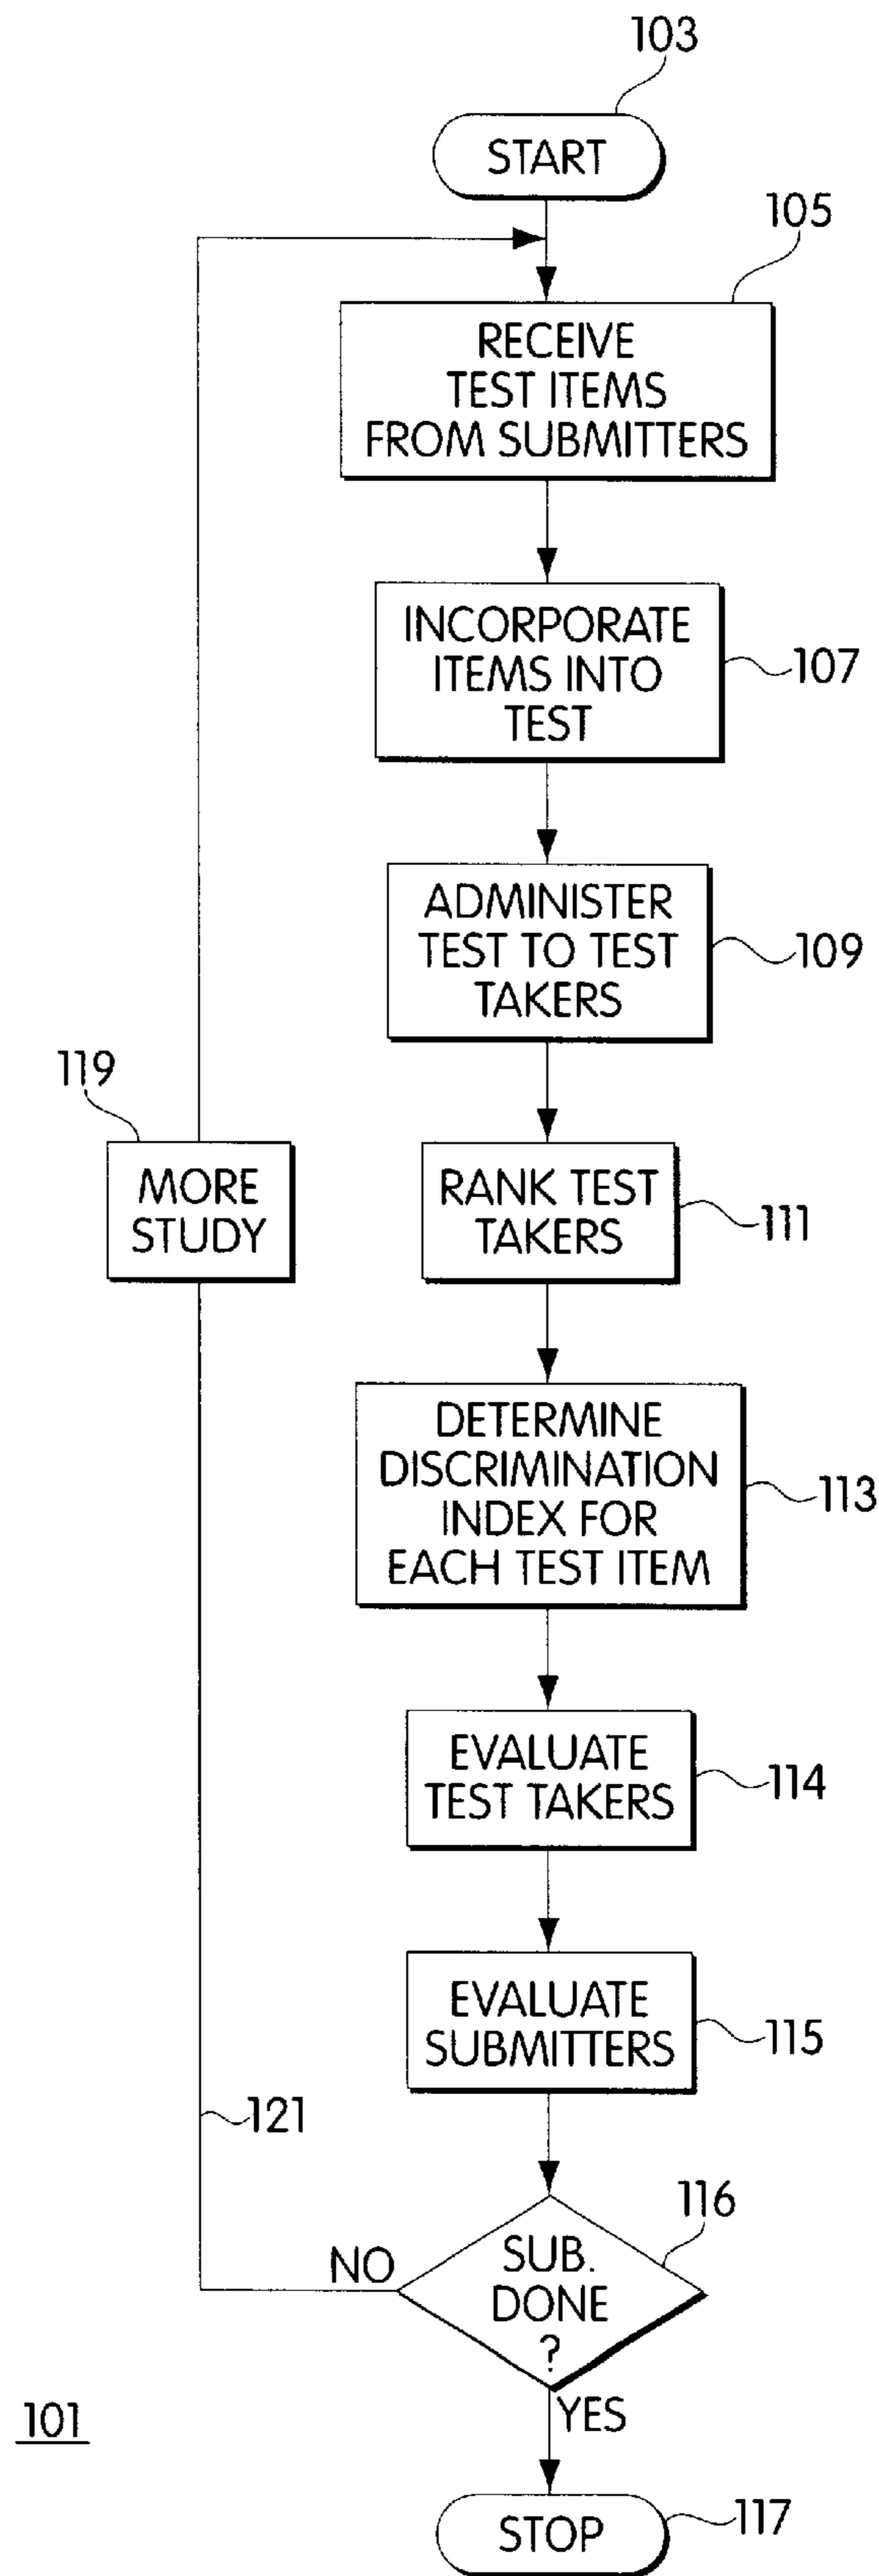 103
START
105
RECEIVE
TEST ITEMS
FROM SUBMITTERS
INCORPORATE
ITEMS INTO
TEST
107
ADMINISTER
TEST TO TEST
TAKERS
109
119
MORE
STUDY
RANK TEST
TAKERS
111
DETERMINE
DISCRIMINATION
INDEX FOR
EACH TEST ITEM
113
EVALUATE
TEST TAKERS
114
EVALUATE
SUBMITTERS
115
121
116
NO
SUB.
DONE
?
YES
101
STOP
117